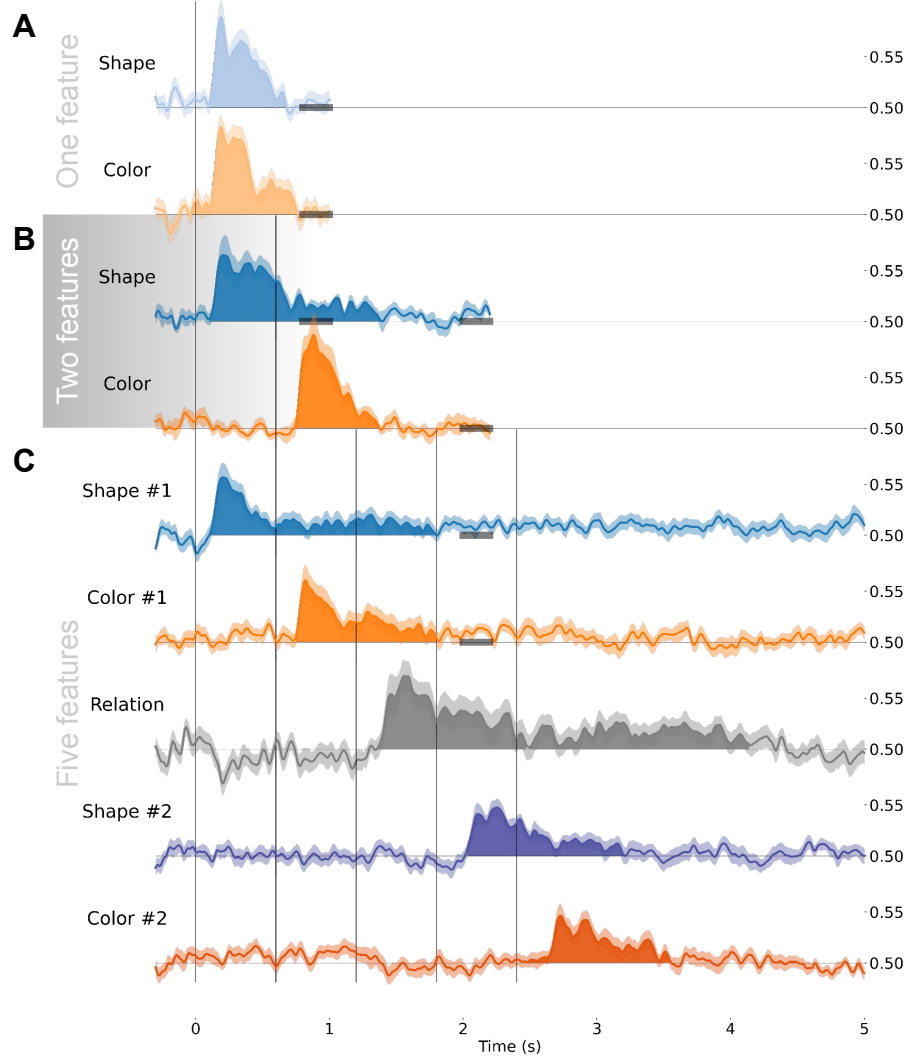 A
One feature
Shape
0.55
0.50
Color
0.55
0.50
B
Two features
Shape
0.55
0.50
Color
0.55
0.50
C
Five features
Shape #1
0.55
0.50
Color #1
0.55
0.50
Relation
0.55
0.50
Shape #2
0.55
0.50
Color #2
0.55
0.50
0 1 2 3 4 5
Time (s)